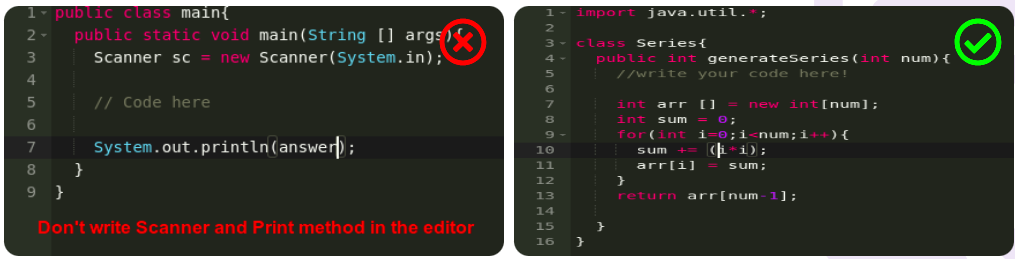 1 public class main{
2 public static void main(String [] args){
3 Scanner sc = new Scanner(System.in);
4
5 // Code here
6
7 System.out.println(answer);
8 }
9 }
Don't write Scanner and Print method in the editor
1 import java.util.*;
2
3 class Series{
4 public int generateSeries(int num){
5 //write your code here!
6
7 int arr [] = new int[num];
8 int sum = 0;
9 for(int i=0;i<num;i++){
10 sum += (i*i);
11 arr[i] = sum;
12 }
13 return arr[num-1];
14
15 }
16 }